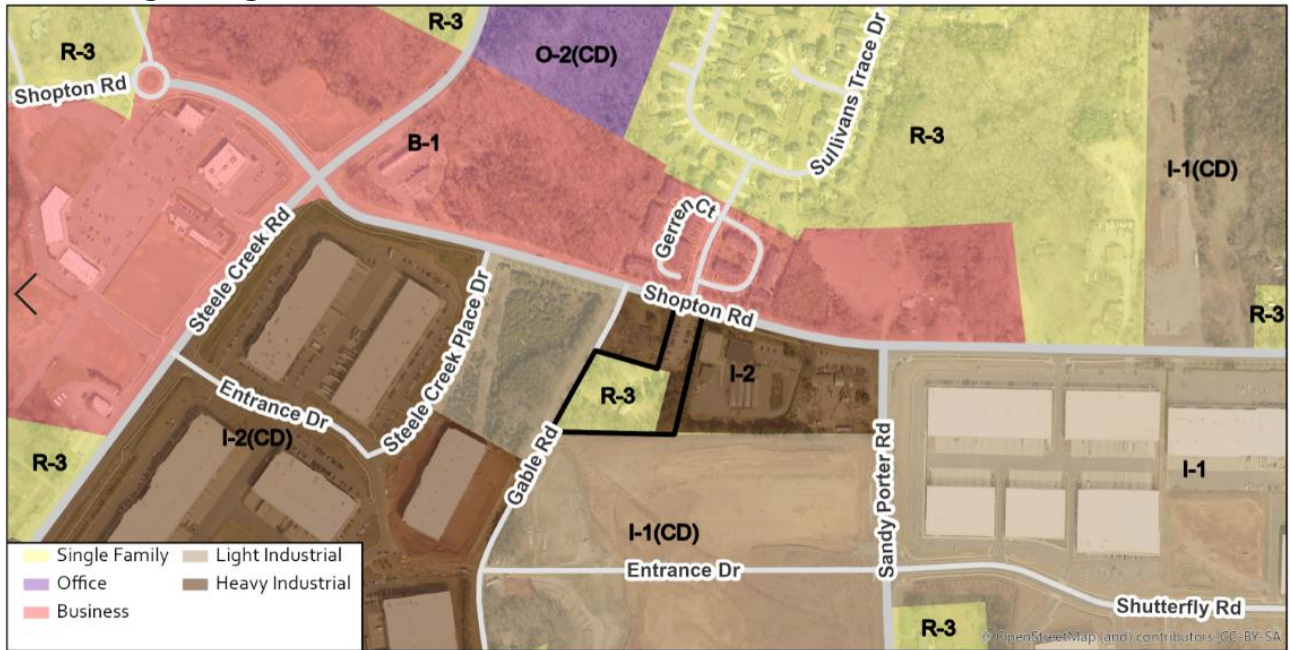 R-3
R-3
O-2(CD)
Shopton Rd
Sullivans Trace Dr
B-1
R-3
I-1(CD)
Gerren Ct
Steele Creek Rd
Shopton Rd
R-3
Steele Creek Place Dr
I-2
R-3
Entrance Dr
I-2(CD)
R-3
Gable Rd
Sandy Porter Rd
I-1
I-1(CD)
Single Family
Light Industrial
Entrance Dr
Office
Heavy Industrial
Business
Shutterfly Rd
R-3
© OpenStreetMap (and) contributors, CC-BY-SA